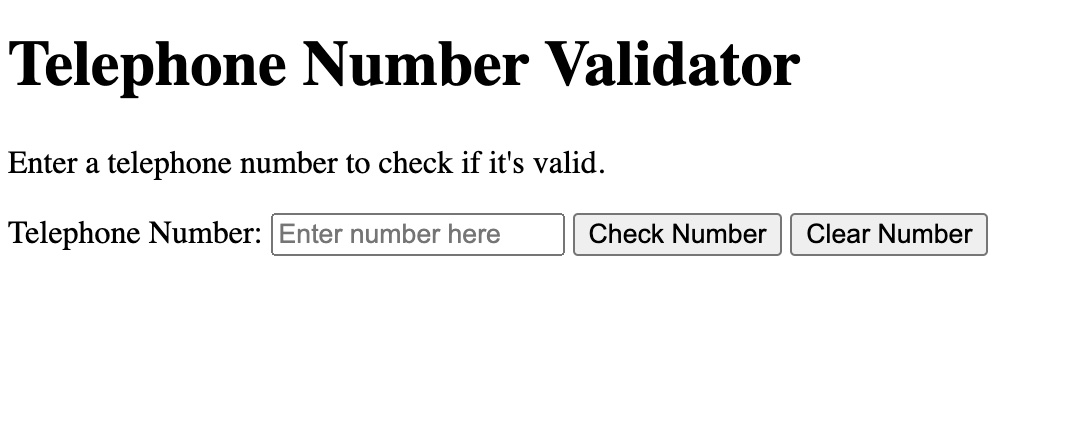 Telephone Number Validator
Enter a telephone number to check if it's valid.
Telephone Number: Enter number here Check Number Clear Number